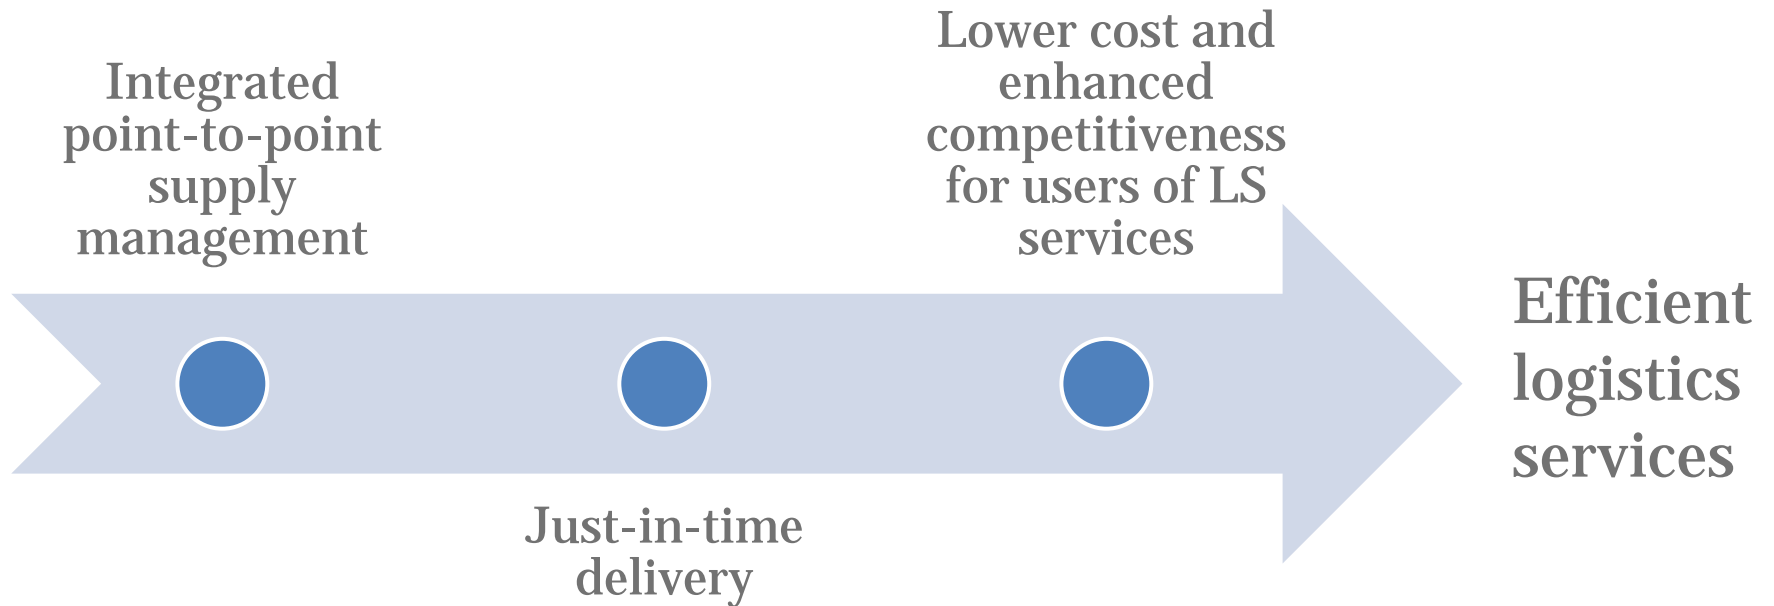 Integrated
point-to-point
supply
management
Just-in-time
delivery
Lower cost and
enhanced
competitiveness
for users of LS
services
Efficient
logistics
services